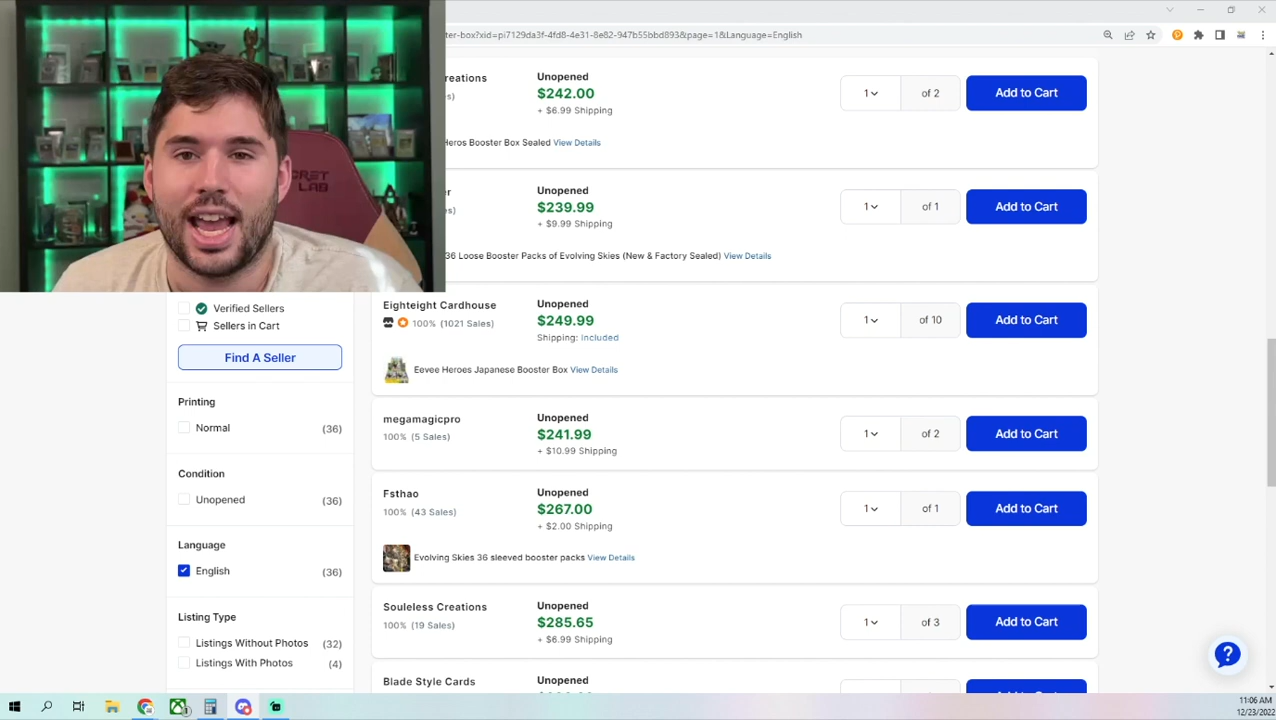 ter-box?xid=pi7129da3f-4fd8-4e31-8e82-947b55bbd893&page=1&Language=English
CRET
LAB
reations
s)
Unopened
$242.00
+ $6.99 Shipping
1 of 2 Add to Cart
Heros Booster Box Sealed View Details
er
s)
Unopened
$239.99
+ $9.99 Shipping
1 of 1 Add to Cart
36 Loose Booster Packs of Evolving Skies (New & Factory Sealed) View Details
Verified Sellers
Sellers in Cart
Find A Seller
Printing
Normal (36)
Condition
Unopened (36)
Language
English (36)
Listing Type
Listings Without Photos (32)
Listings With Photos (4)
Eighteight Cardhouse
100% (1021 Sales)
Unopened
$249.99
Shipping: Included
1 of 10 Add to Cart
Eevee Heroes Japanese Booster Box View Details
megamagicpro
100% (5 Sales)
Unopened
$241.99
+ $10.99 Shipping
1 of 2 Add to Cart
Fsthao
100% (43 Sales)
Unopened
$267.00
+ $2.00 Shipping
1 of 1 Add to Cart
Evolving Skies 36 sleeved booster packs View Details
Souleless Creations
100% (19 Sales)
Unopened
$285.65
+ $6.99 Shipping
1 of 3 Add to Cart
Blade Style Cards
Unopened
?
11:06 AM
12/23/2022